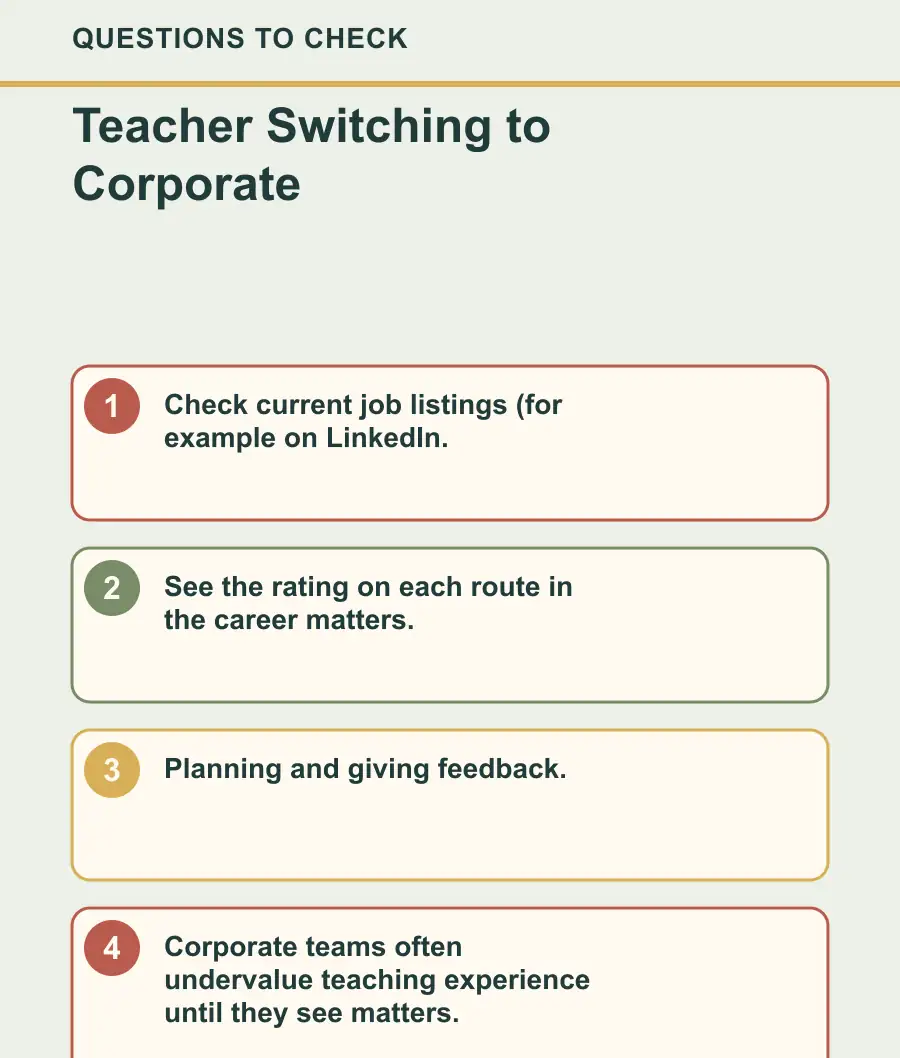 QUESTIONS TO CHECK
Teacher Switching to
Corporate
1
Check current job listings (for
example on LinkedIn.
2
See the rating on each route in
the career matters.
3
Planning and giving feedback.
4
Corporate teams often
undervalue teaching experience
until they see matters.